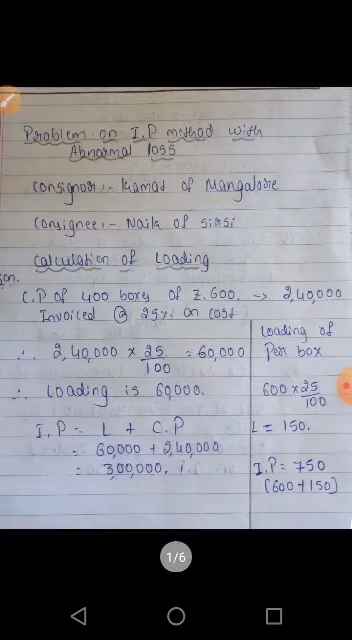 Problem on I.P method with
Abnormal loss
Consignor :- Kamat of Mangalore
Consignee :- Naik of Sirsi
Calculation of Loading
on.
C.P of 400 boxes of Z. 600. → 2,40,000
Invoiced @ 25% on cost
∴ 2,40,000 × 25/100 = 60,000
∴ Loading is 60,000.
I.P = L + C.P
= 60,000 + 2,40,000
= 3,00,000. I.P
Loading of
Per box
600 × 25/100
L = 150.
I.P = 750
(600 + 150)
1/6